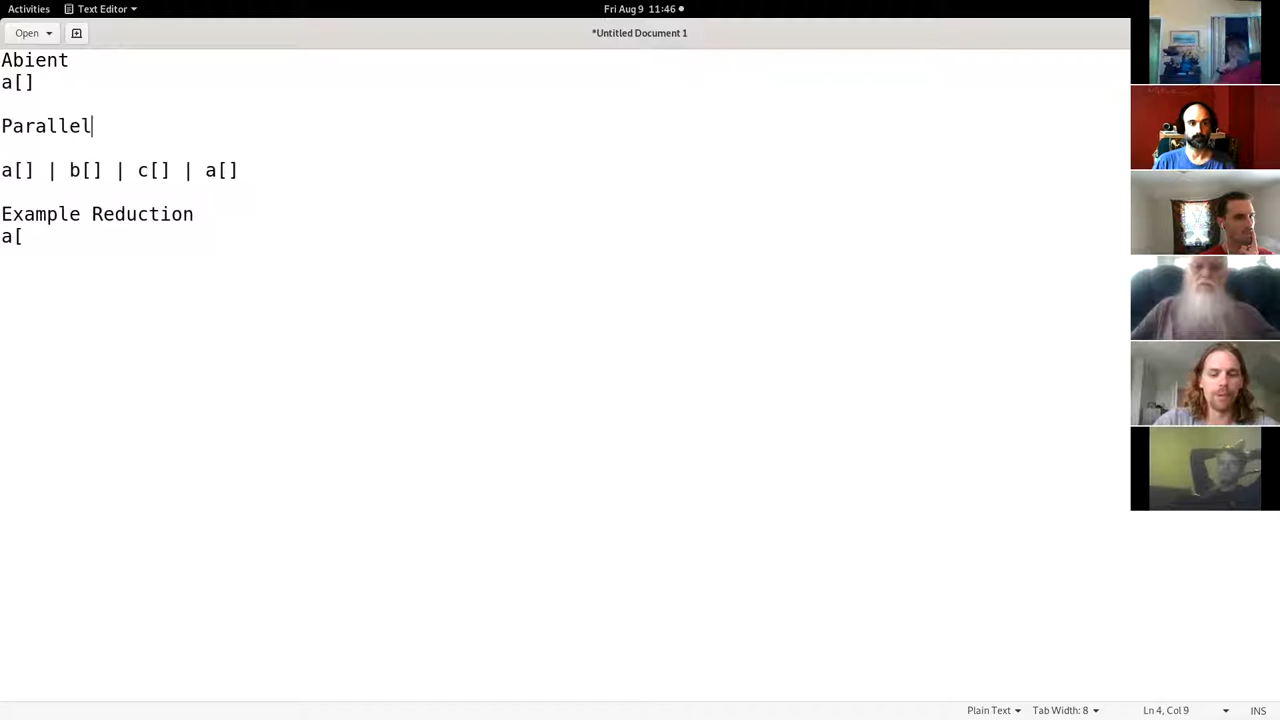 Activities Text Editor Fri Aug 9 11:46
Open *Untitled Document 1
Abient
a[]
Parallel
a[] | b[] | c[] | a[]
Example Reduction
a[
Plain Text Tab Width: 8 Ln 4, Col 9 INS